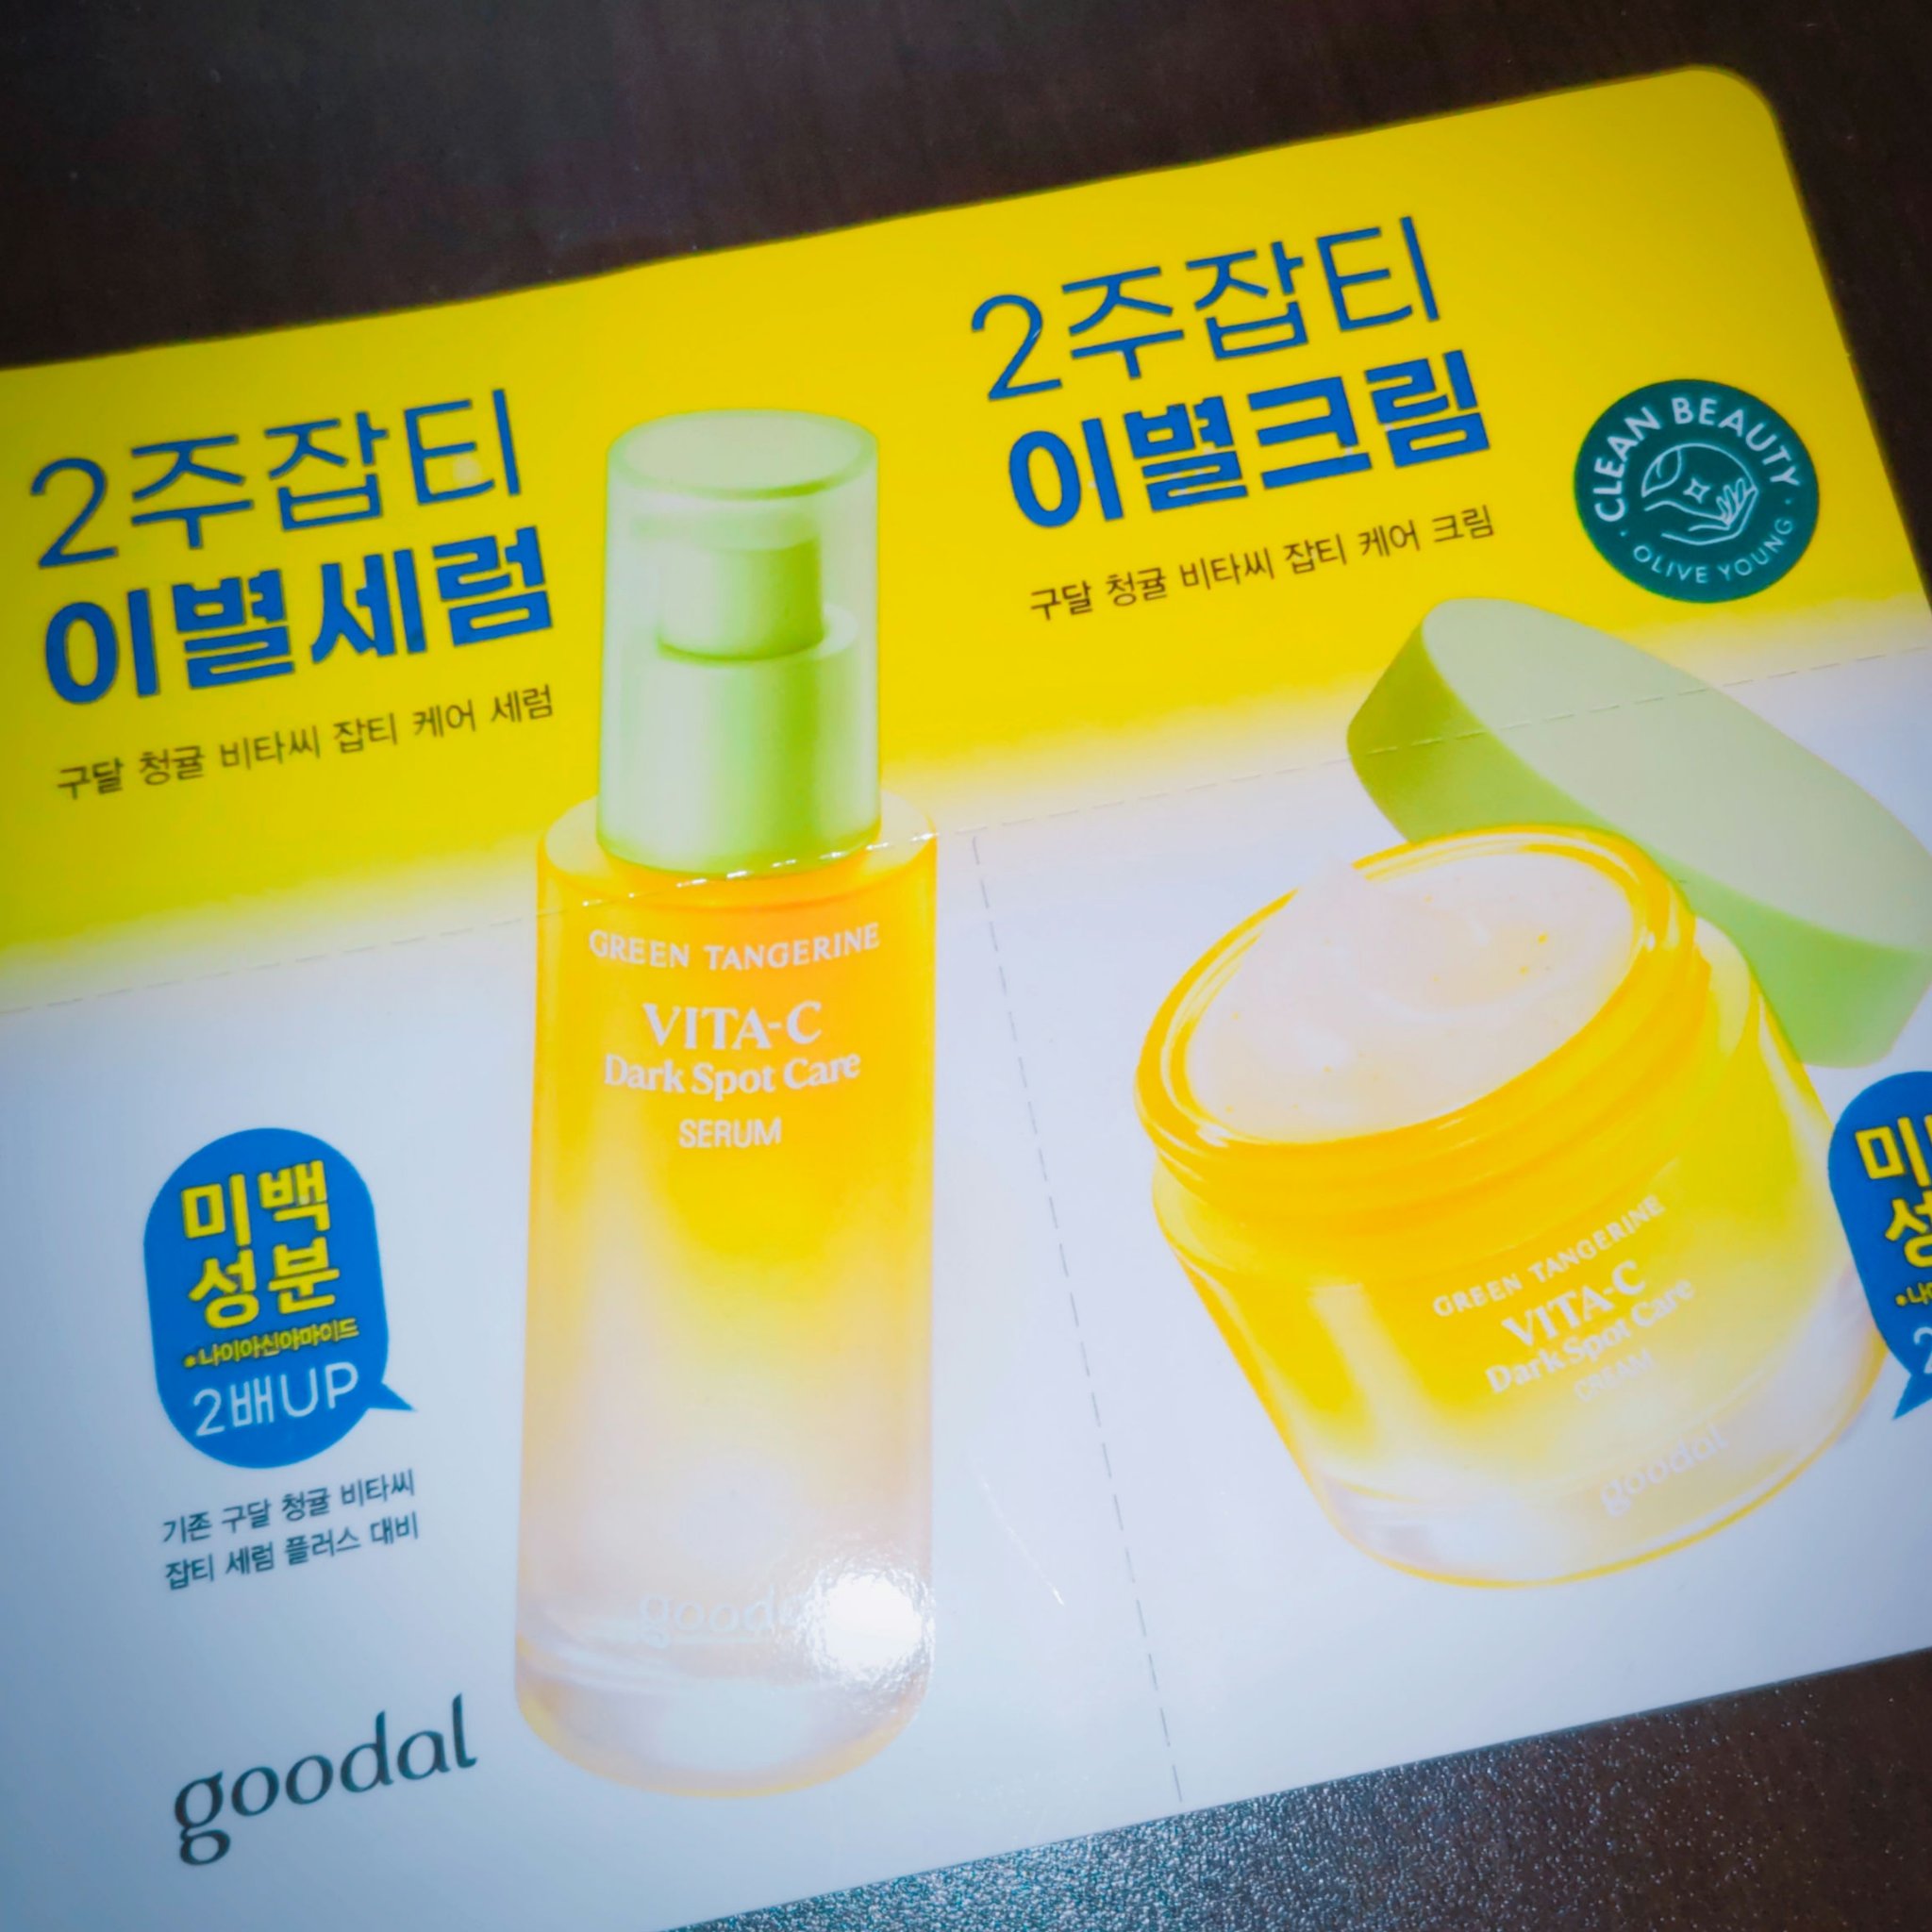 2주잡티
이별세럼
구달 청귤 비타씨 잡티 케어 세럼
2주잡티
이별크림
구달 청귤 비타씨 잡티 케어 크림
CLEAN BEAUTY
OLIVE YOUNG
GREEN TANGERINE
VITA-C
Dark Spot Care
SERUM
미백
성분
•나이아신아마이드
2배UP
기존 구달 청귤 비타씨
잡티 세럼 플러스 대비
goodal
GREEN TANGERINE
VITA-C
Dark Spot Care
CREAM
goodal
goodal